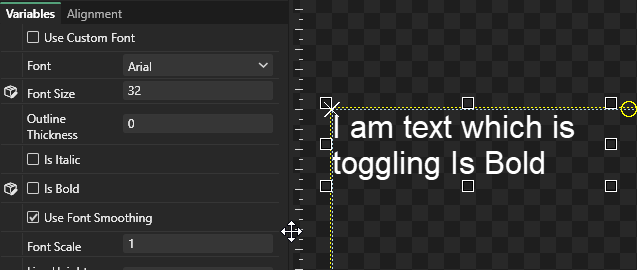 Variables Alignment
Use Custom Font
Font Arial
Font Size 32
Outline
Thickness 0
Is Italic
Is Bold
Use Font Smoothing
Font Scale 1
I am text which is
toggling Is Bold